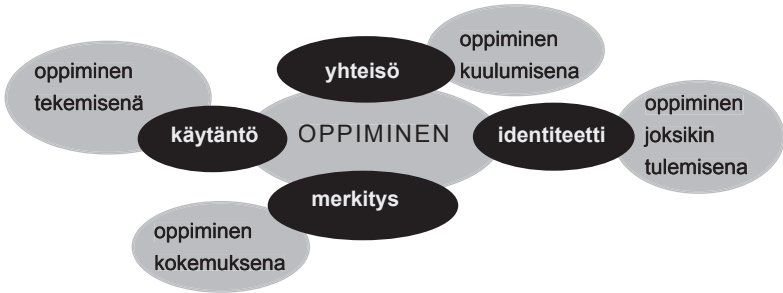 oppiminen
kuulumisena
yhteisö
oppiminen
tekemisenä
oppiminen
joksikin
tulemisena
käytäntö
OPPIMINEN
identiteetti
merkitys
oppiminen
kokemuksena